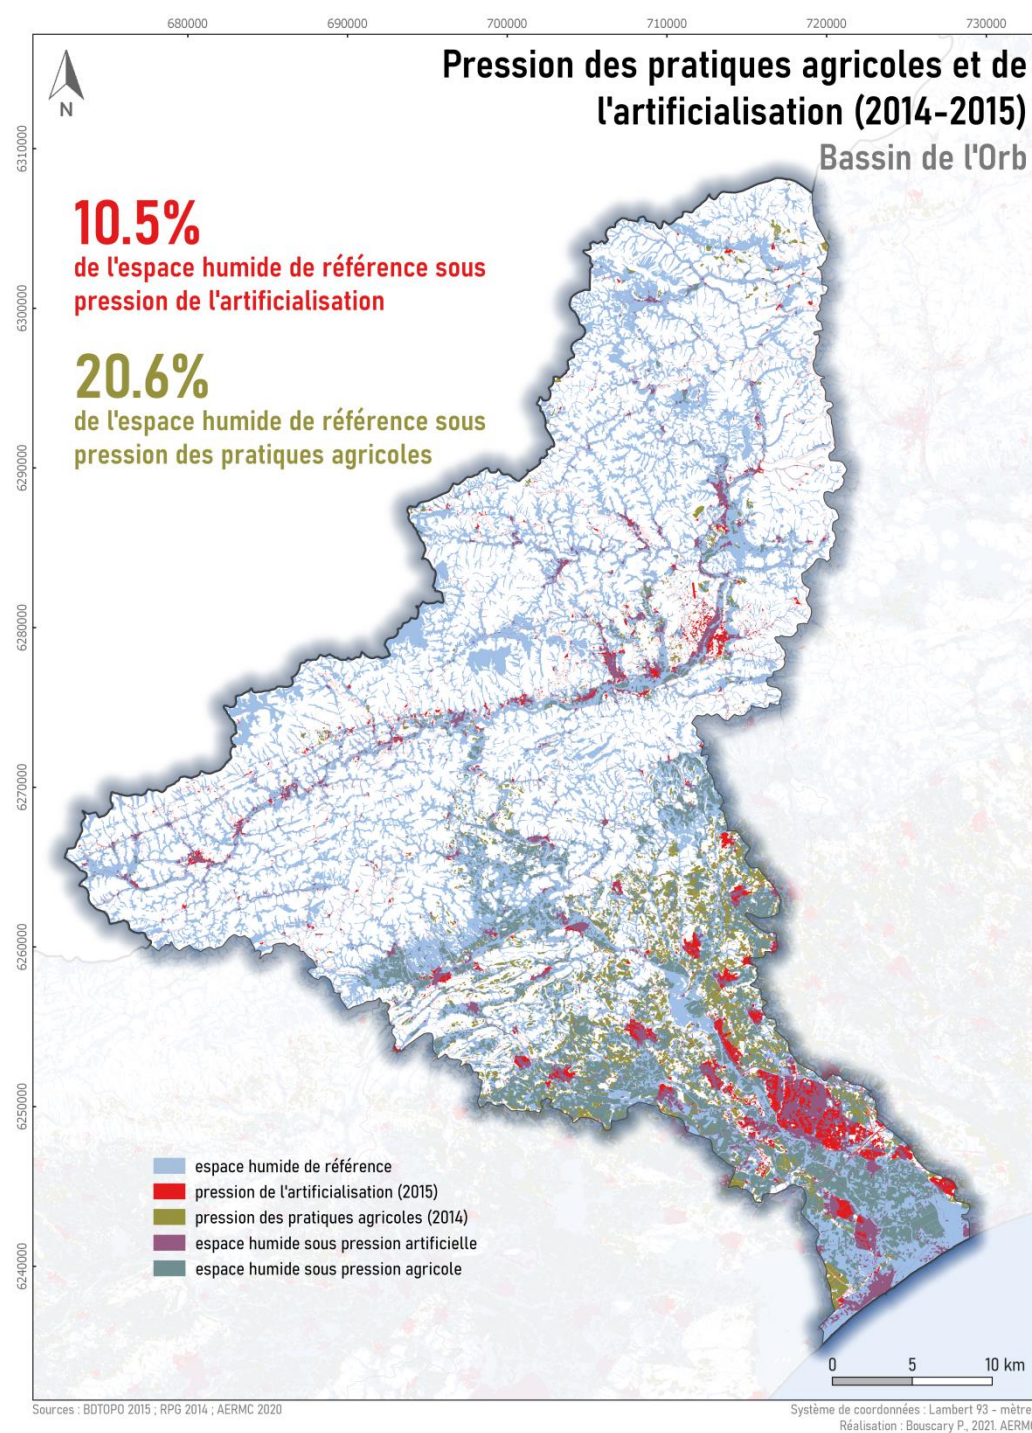 680000 690000 700000 710000 720000 730000
Pression des pratiques agricoles et de
l'artificialisation (2014-2015)
Bassin de l'Orb
N
6310000
10.5%
de l'espace humide de référence sous
pression de l'artificialisation
6300000
20.6%
de l'espace humide de référence sous
pression des pratiques agricoles
6290000
6280000
6270000
6260000
6250000
6240000
espace humide de référence
pression de l'artificialisation (2015)
pression des pratiques agricoles (2014)
espace humide sous pression artificielle
espace humide sous pression agricole
0 5 10 km
Sources : BDTOPO 2015 ; RPG 2014 ; AERMC 2020
Système de coordonnées : Lambert 93 - mètre
Réalisation : Bouscary P., 2021. AERM